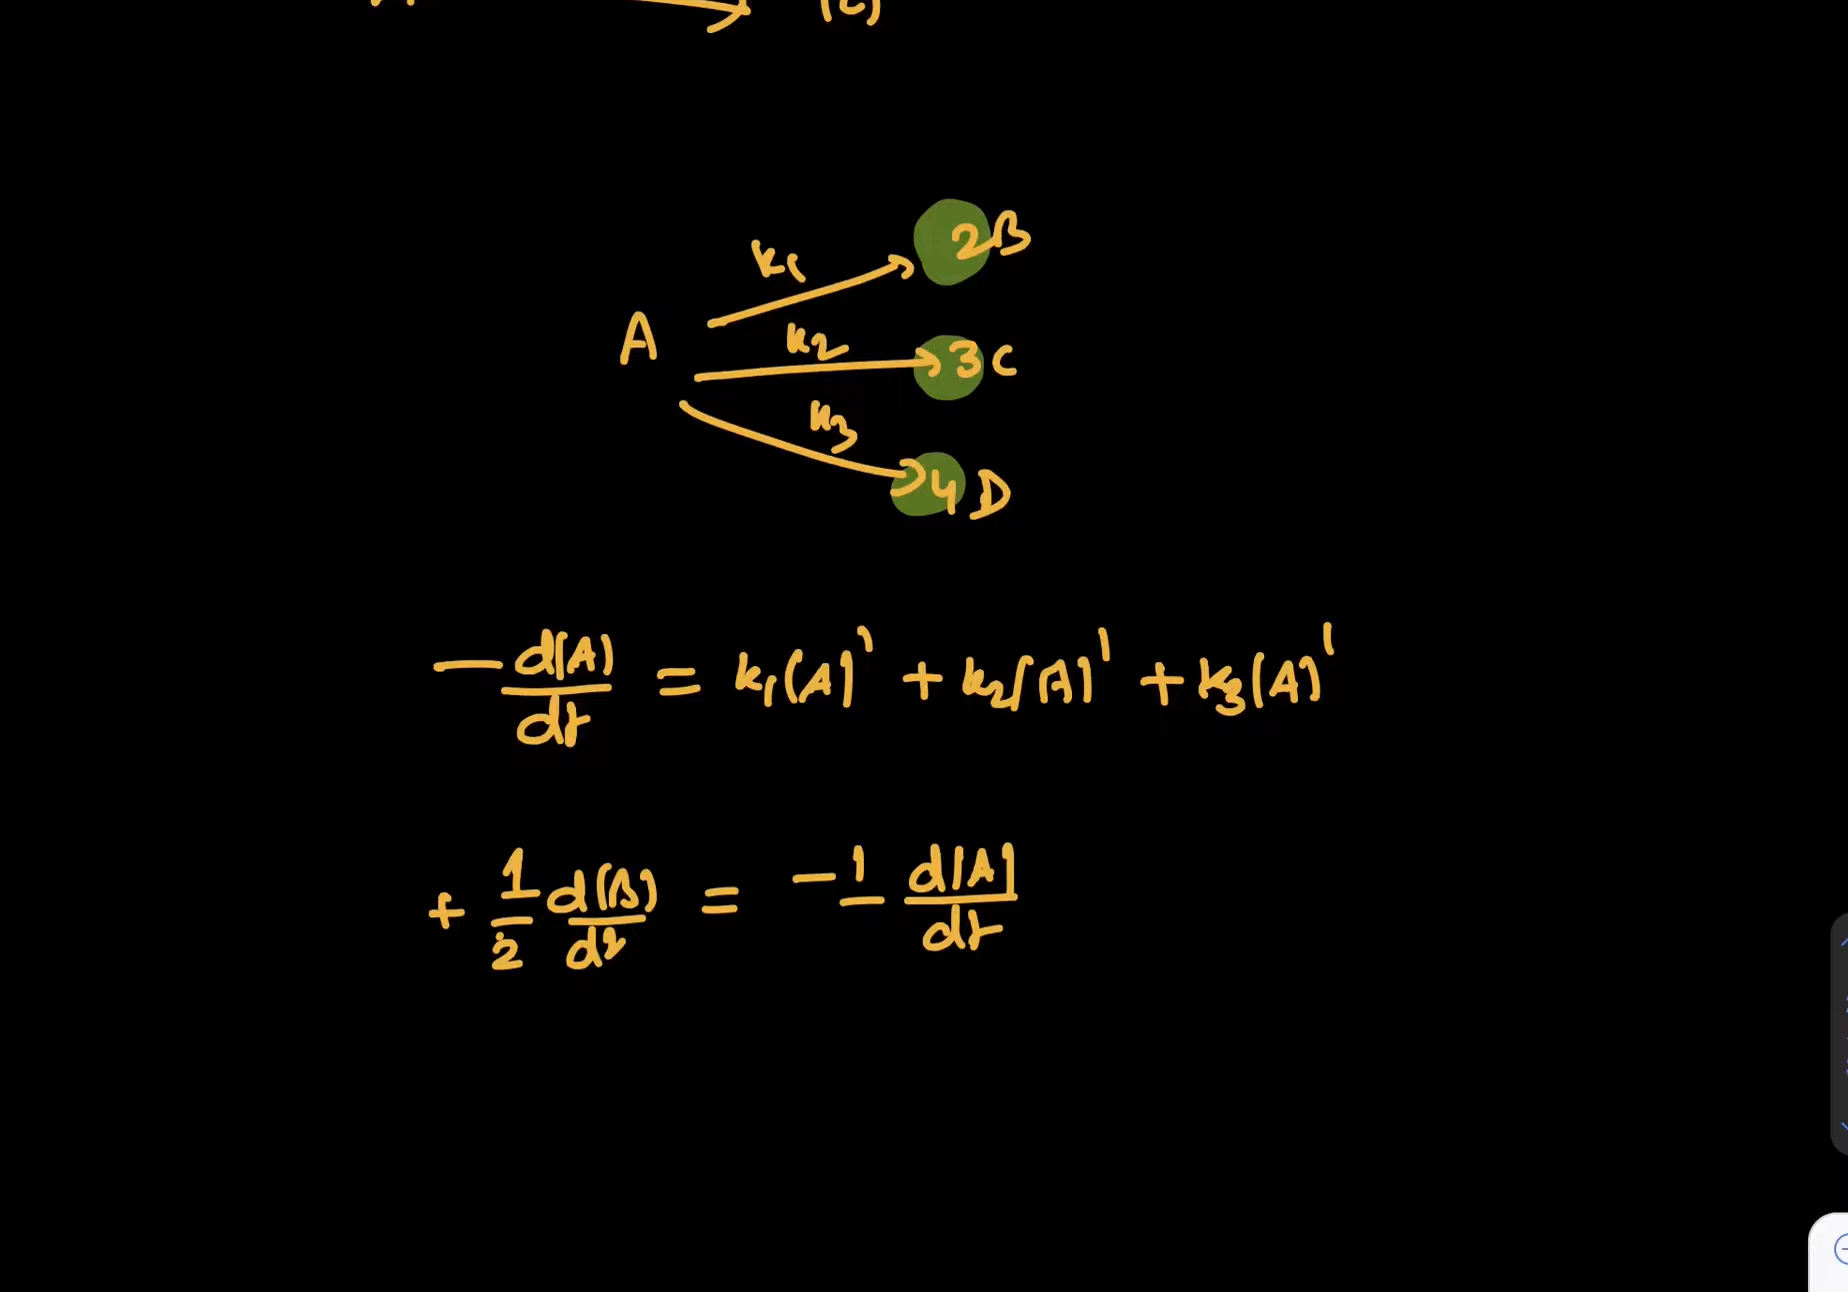 (C)
2B
k1
A
k2
3C
k3
4D
-d(A)/dt = k1(A)^1 + k2[A)^1 + k3(A)^1
+ 1/2 d(B)/dt = -1/ d[A]/dt